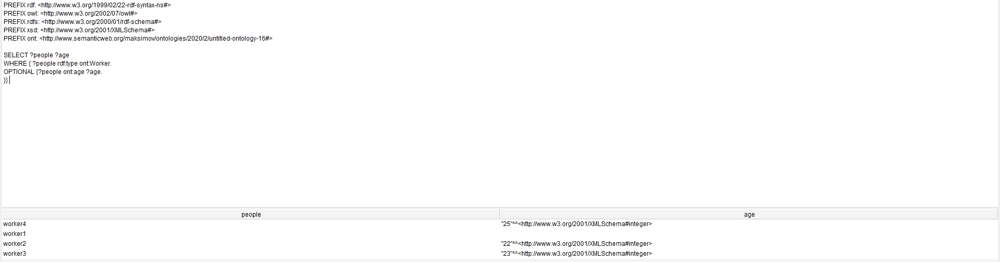 PREFIX rdf: <http://www.w3.org/1999/02/22-rdf-syntax-ns#>
PREFIX owl: <http://www.w3.org/2002/07/owl#>
PREFIX rdfs: <http://www.w3.org/2000/01/rdf-schema#>
PREFIX xsd: <http://www.w3.org/2001/XMLSchema#>
PREFIX ont: <http://www.semanticweb.org/maksimov/ontologies/2020/2/untitled-ontology-16#>
SELECT ?people ?age
WHERE { ?people rdf:type ont:Worker.
OPTIONAL {?people ont:age ?age.
}}
people age
worker4 "25"^^<http://www.w3.org/2001/XMLSchema#integer>
worker1
worker2 "22"^^<http://www.w3.org/2001/XMLSchema#integer>
worker3 "23"^^<http://www.w3.org/2001/XMLSchema#integer>